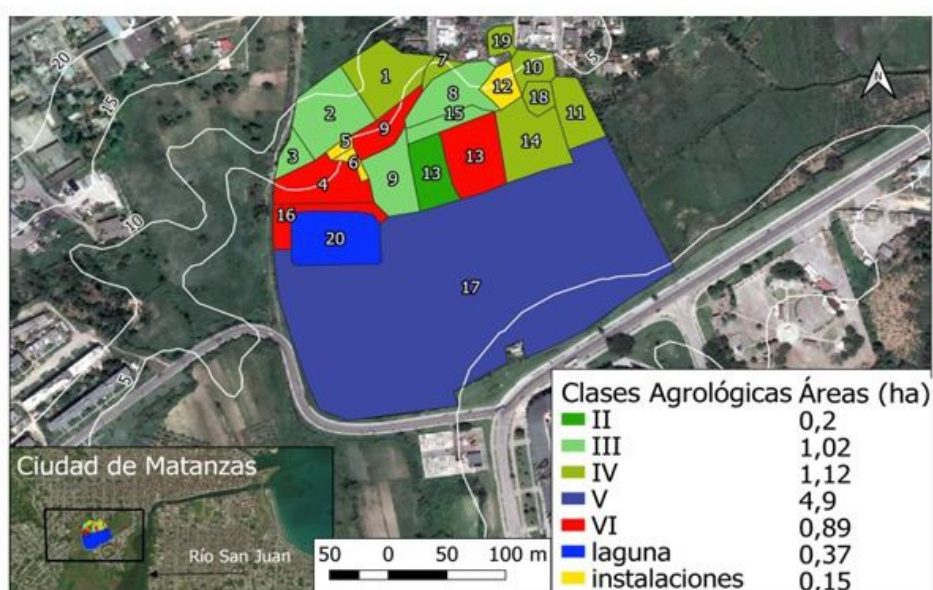 20
15
10
5
5
N
19
1
7
10
12
18
11
8
2
15
9
5
3
6
4
9
13
13
14
16
20
17
Clases Agrológicas Áreas (ha)
II 0,2
III 1,02
IV 1,12
V 4,9
VI 0,89
laguna 0,37
instalaciones 0,15
Ciudad de Matanzas
Río San Juan
50 0 50 100 m